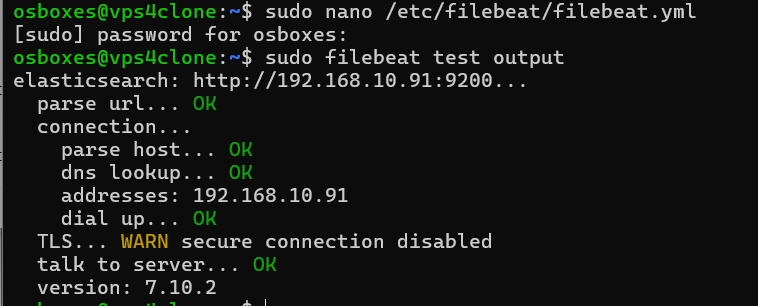 osboxes@vps4clone:~$ sudo nano /etc/filebeat/filebeat.yml
[sudo] password for osboxes:
osboxes@vps4clone:~$ sudo filebeat test output
elasticsearch: http://192.168.10.91:9200...
  parse url... OK
  connection...
    parse host... OK
    dns lookup... OK
    addresses: 192.168.10.91
    dial up... OK
  TLS... WARN secure connection disabled
  talk to server... OK
  version: 7.10.2